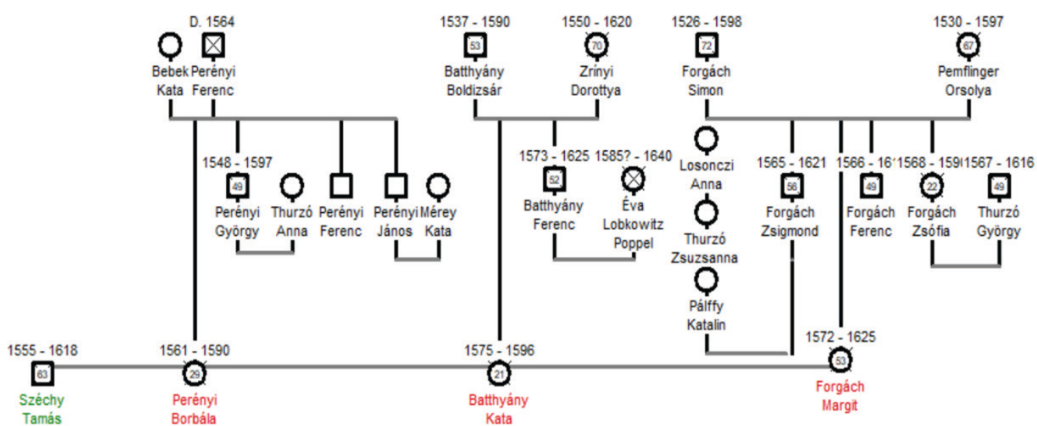 D. 1564
1537 - 1590
1550 - 1620
1526 - 1598
1530 - 1597
53
70
72
67
Bebek
Kata
Perényi
Ferenc
Batthyány
Boldizsár
Zrínyi
Dorottya
Forgách
Simon
Pemflinger
Orsolya
1548 - 1597
49
Perényi
György
Thurzó
Anna
Perényi
Ferenc
Perényi
János
Mérey
Kata
1573 - 1625
52
Batthyány
Ferenc
1585? - 1640
Éva
Lobkowitz
Poppel
Losonczi
Anna
Thurzó
Zsuzsanna
Pálffy
Katalin
1565 - 1621
56
Forgách
Zsigmond
1566 -
49
Forgách
Ferenc
1568 -
22
Forgách
Zsófia
1567 - 1616
49
Thurzó
György
1555 - 1618
63
Széchy
Tamás
1561 - 1590
29
Perényi
Borbála
1575 - 1596
21
Batthyány
Kata
1572 - 1625
53
Forgách
Margit